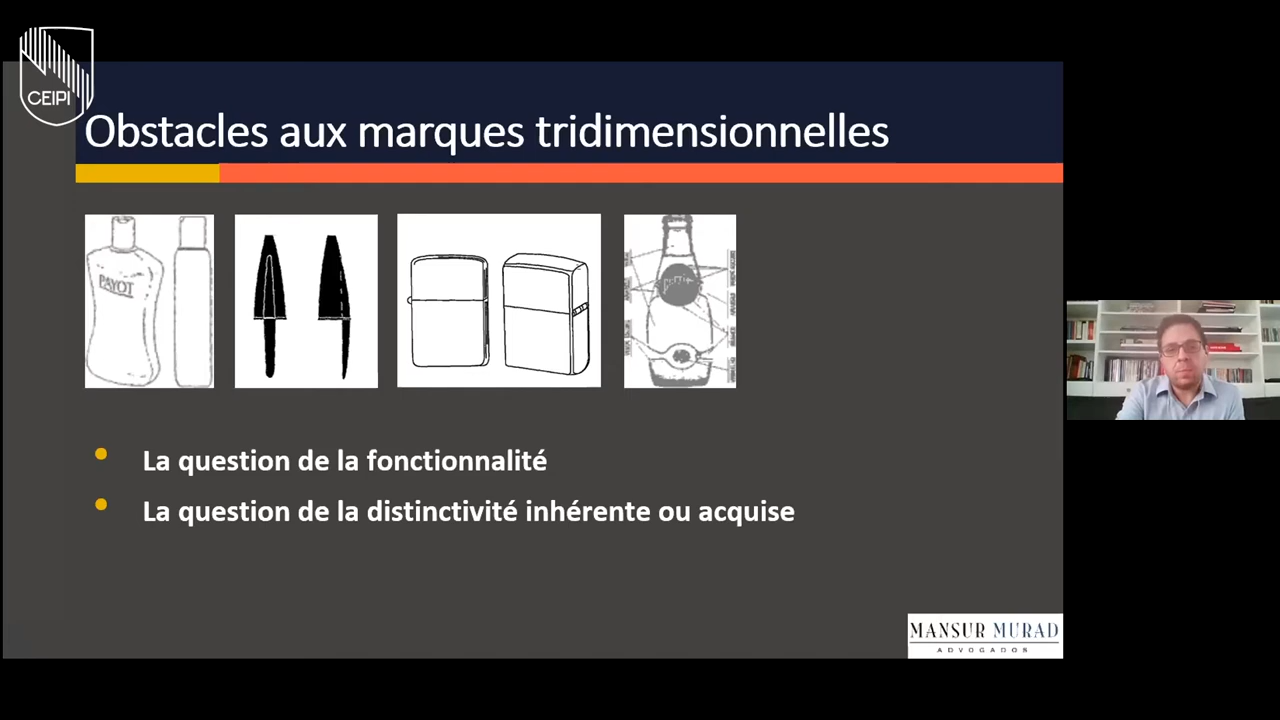 CEIPI
Obstacles aux marques tridimensionnelles
PAYOT
La question de la fonctionnalité
La question de la distinctivité inhérente ou acquise
MANSUR MURAD
ADVOGADOS